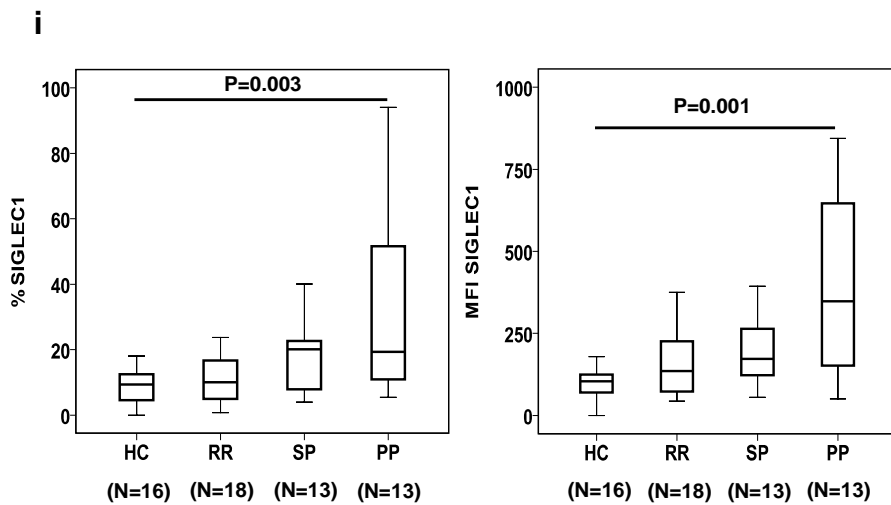 i
P=0.003
100
80
60
40
20
0
% SIGLEC1
HC RR SP PP
(N=16) (N=18) (N=13) (N=13)
P=0.001
1000
750
500
250
0
MFI SIGLEC1
HC RR SP PP
(N=16) (N=18) (N=13) (N=13)